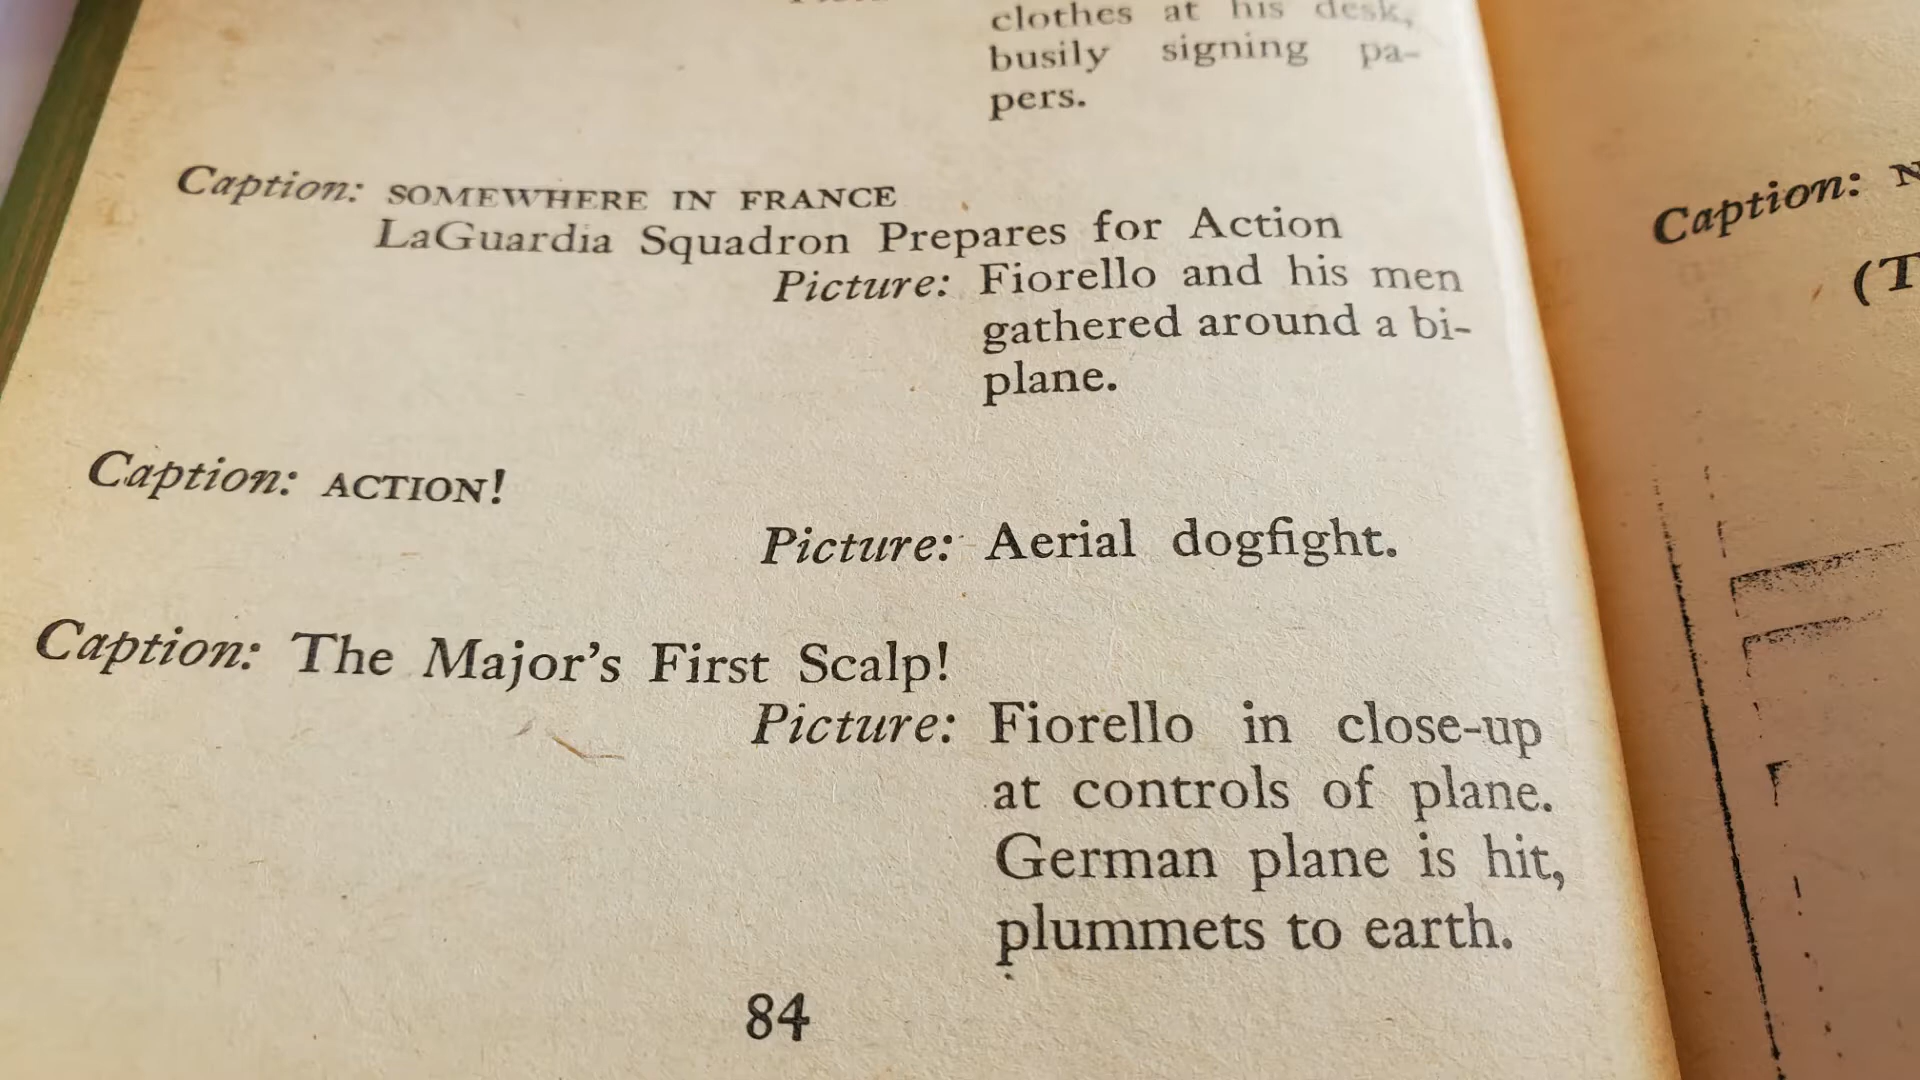 clothes at his desk,
busily signing pa-
pers.
Caption: SOMEWHERE IN FRANCE
LaGuardia Squadron Prepares for Action
Picture: Fiorello and his men
gathered around a bi-
plane.
Caption: ACTION!
Picture: Aerial dogfight.
Caption: The Major's First Scalp!
Picture: Fiorello in close-up
at controls of plane.
German plane is hit,
plummets to earth.
84
Caption:
(T